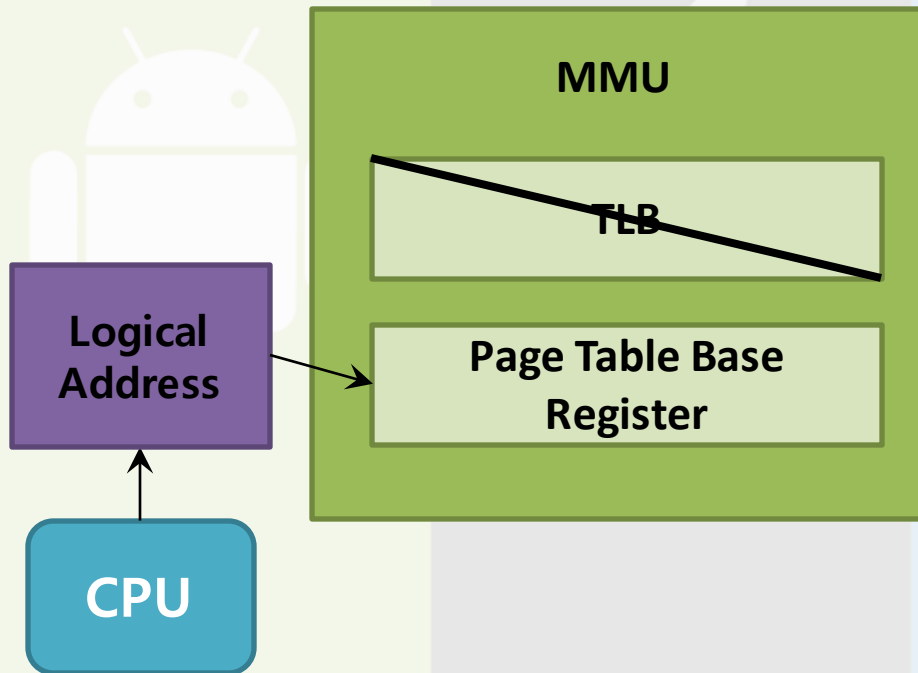 MMU
TLB
Page Table Base
Register
Logical
Address
CPU